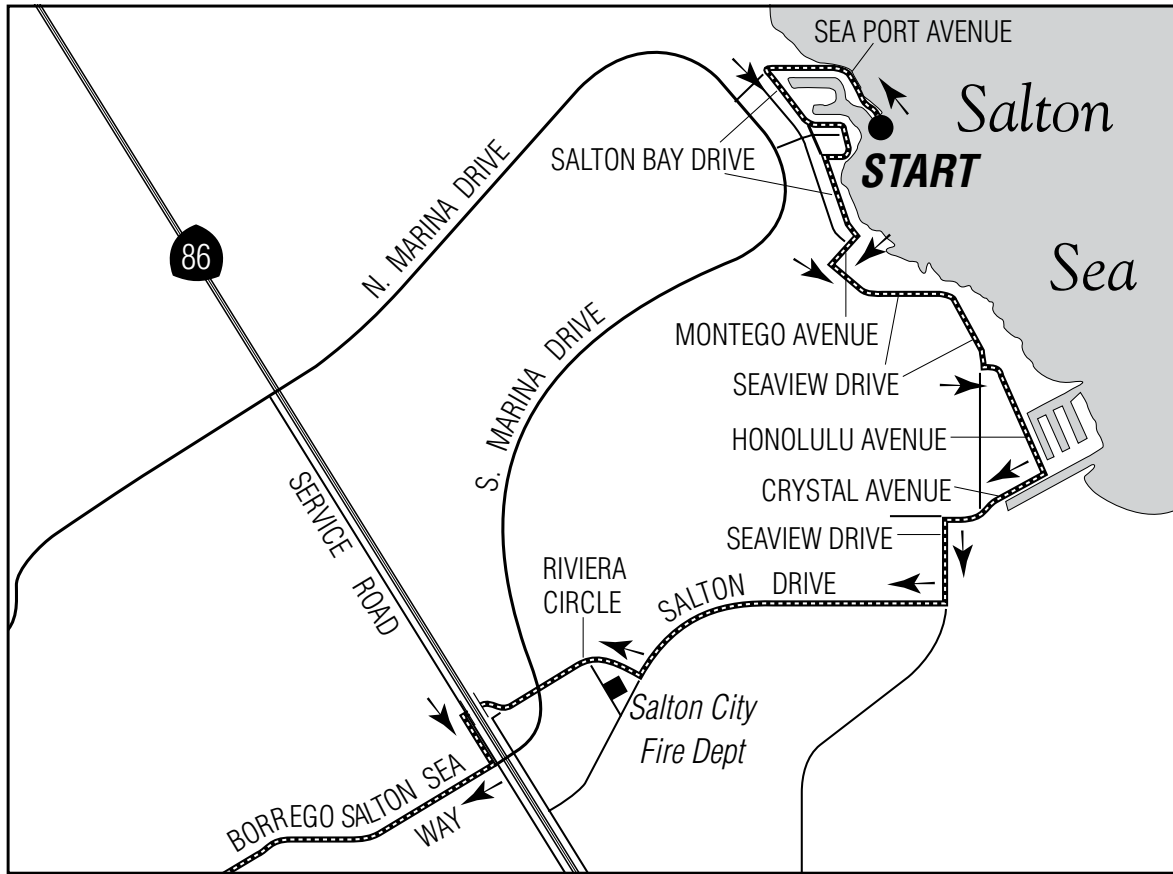 SEA PORT AVENUE
Salton
START
SALTON BAY DRIVE
N. MARINA DRIVE
86
Sea
S. MARINA DRIVE
MONTEGO AVENUE
SEAVIEW DRIVE
HONOLULU AVENUE
CRYSTAL AVENUE
SERVICE ROAD
SEAVIEW DRIVE
RIVIERA
CIRCLE
SALTON DRIVE
Salton City
Fire Dept
BORREGO SALTON SEA WAY